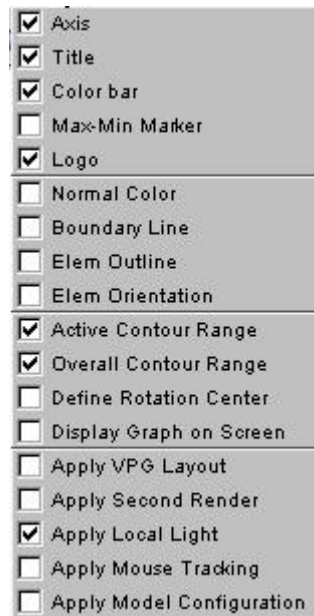 Axis
Title
Color bar
Max-Min Marker
Logo
Normal Color
Boundary Line
Elem Outline
Elem Orientation
Active Contour Range
Overall Contour Range
Define Rotation Center
Display Graph on Screen
Apply VPG Layout
Apply Second Render
Apply Local Light
Apply Mouse Tracking
Apply Model Configuration